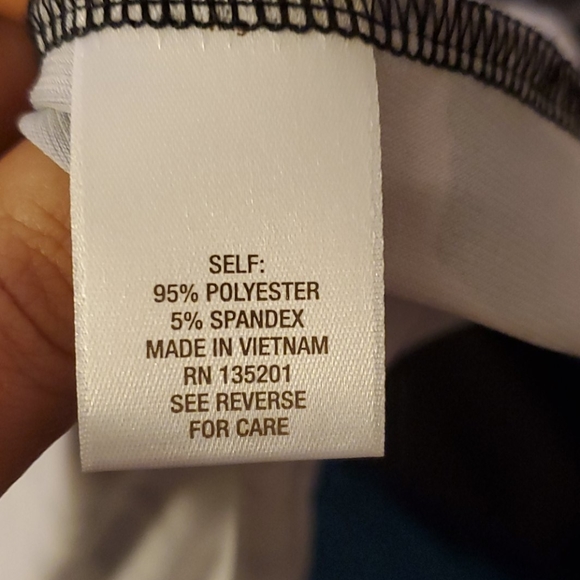 SELF:
95% POLYESTER
5% SPANDEX
MADE IN VIETNAM
RN 135201
SEE REVERSE
FOR CARE